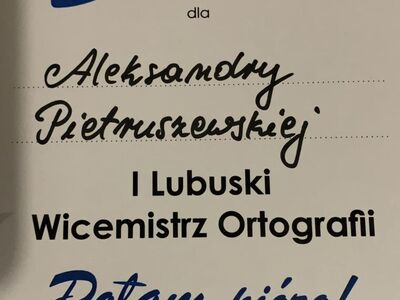 dla
Aleksandry
Pietruszewskiej
I Lubuski
Wicemistrz Ortografii